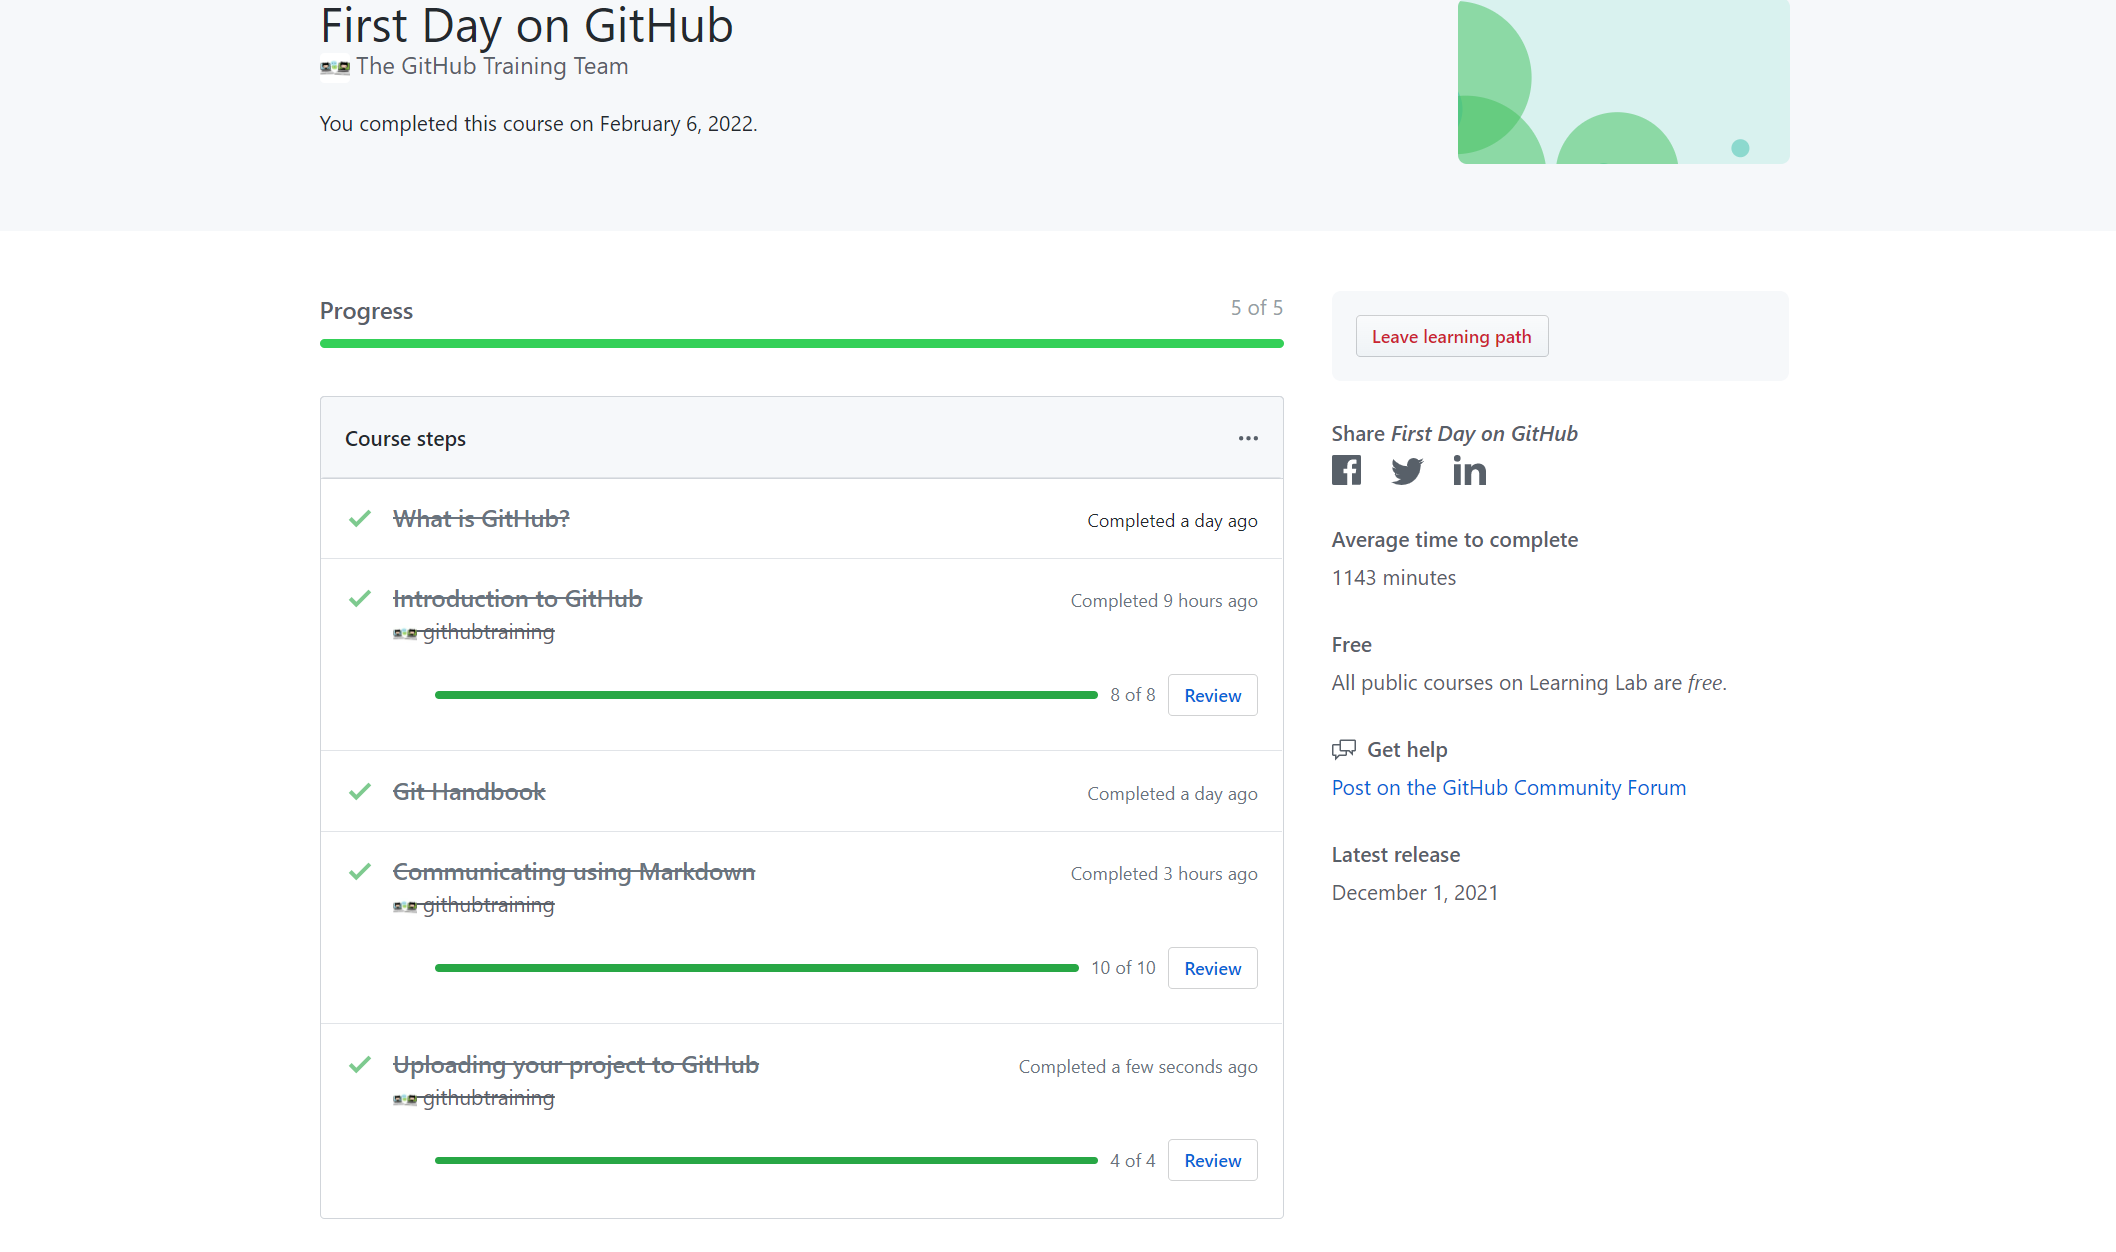 First Day on GitHub
The GitHub Training Team
You completed this course on February 6, 2022.
Progress
5 of 5
Course steps
What is GitHub?
Completed a day ago
Introduction to GitHub
Completed 9 hours ago
githubtraining
8 of 8
Review
Git Handbook
Completed a day ago
Communicating using Markdown
Completed 3 hours ago
githubtraining
10 of 10
Review
Uploading your project to GitHub
Completed a few seconds ago
githubtraining
4 of 4
Review
Leave learning path
Share First Day on GitHub
Average time to complete
1143 minutes
Free
All public courses on Learning Lab are free.
Get help
Post on the GitHub Community Forum
Latest release
December 1, 2021